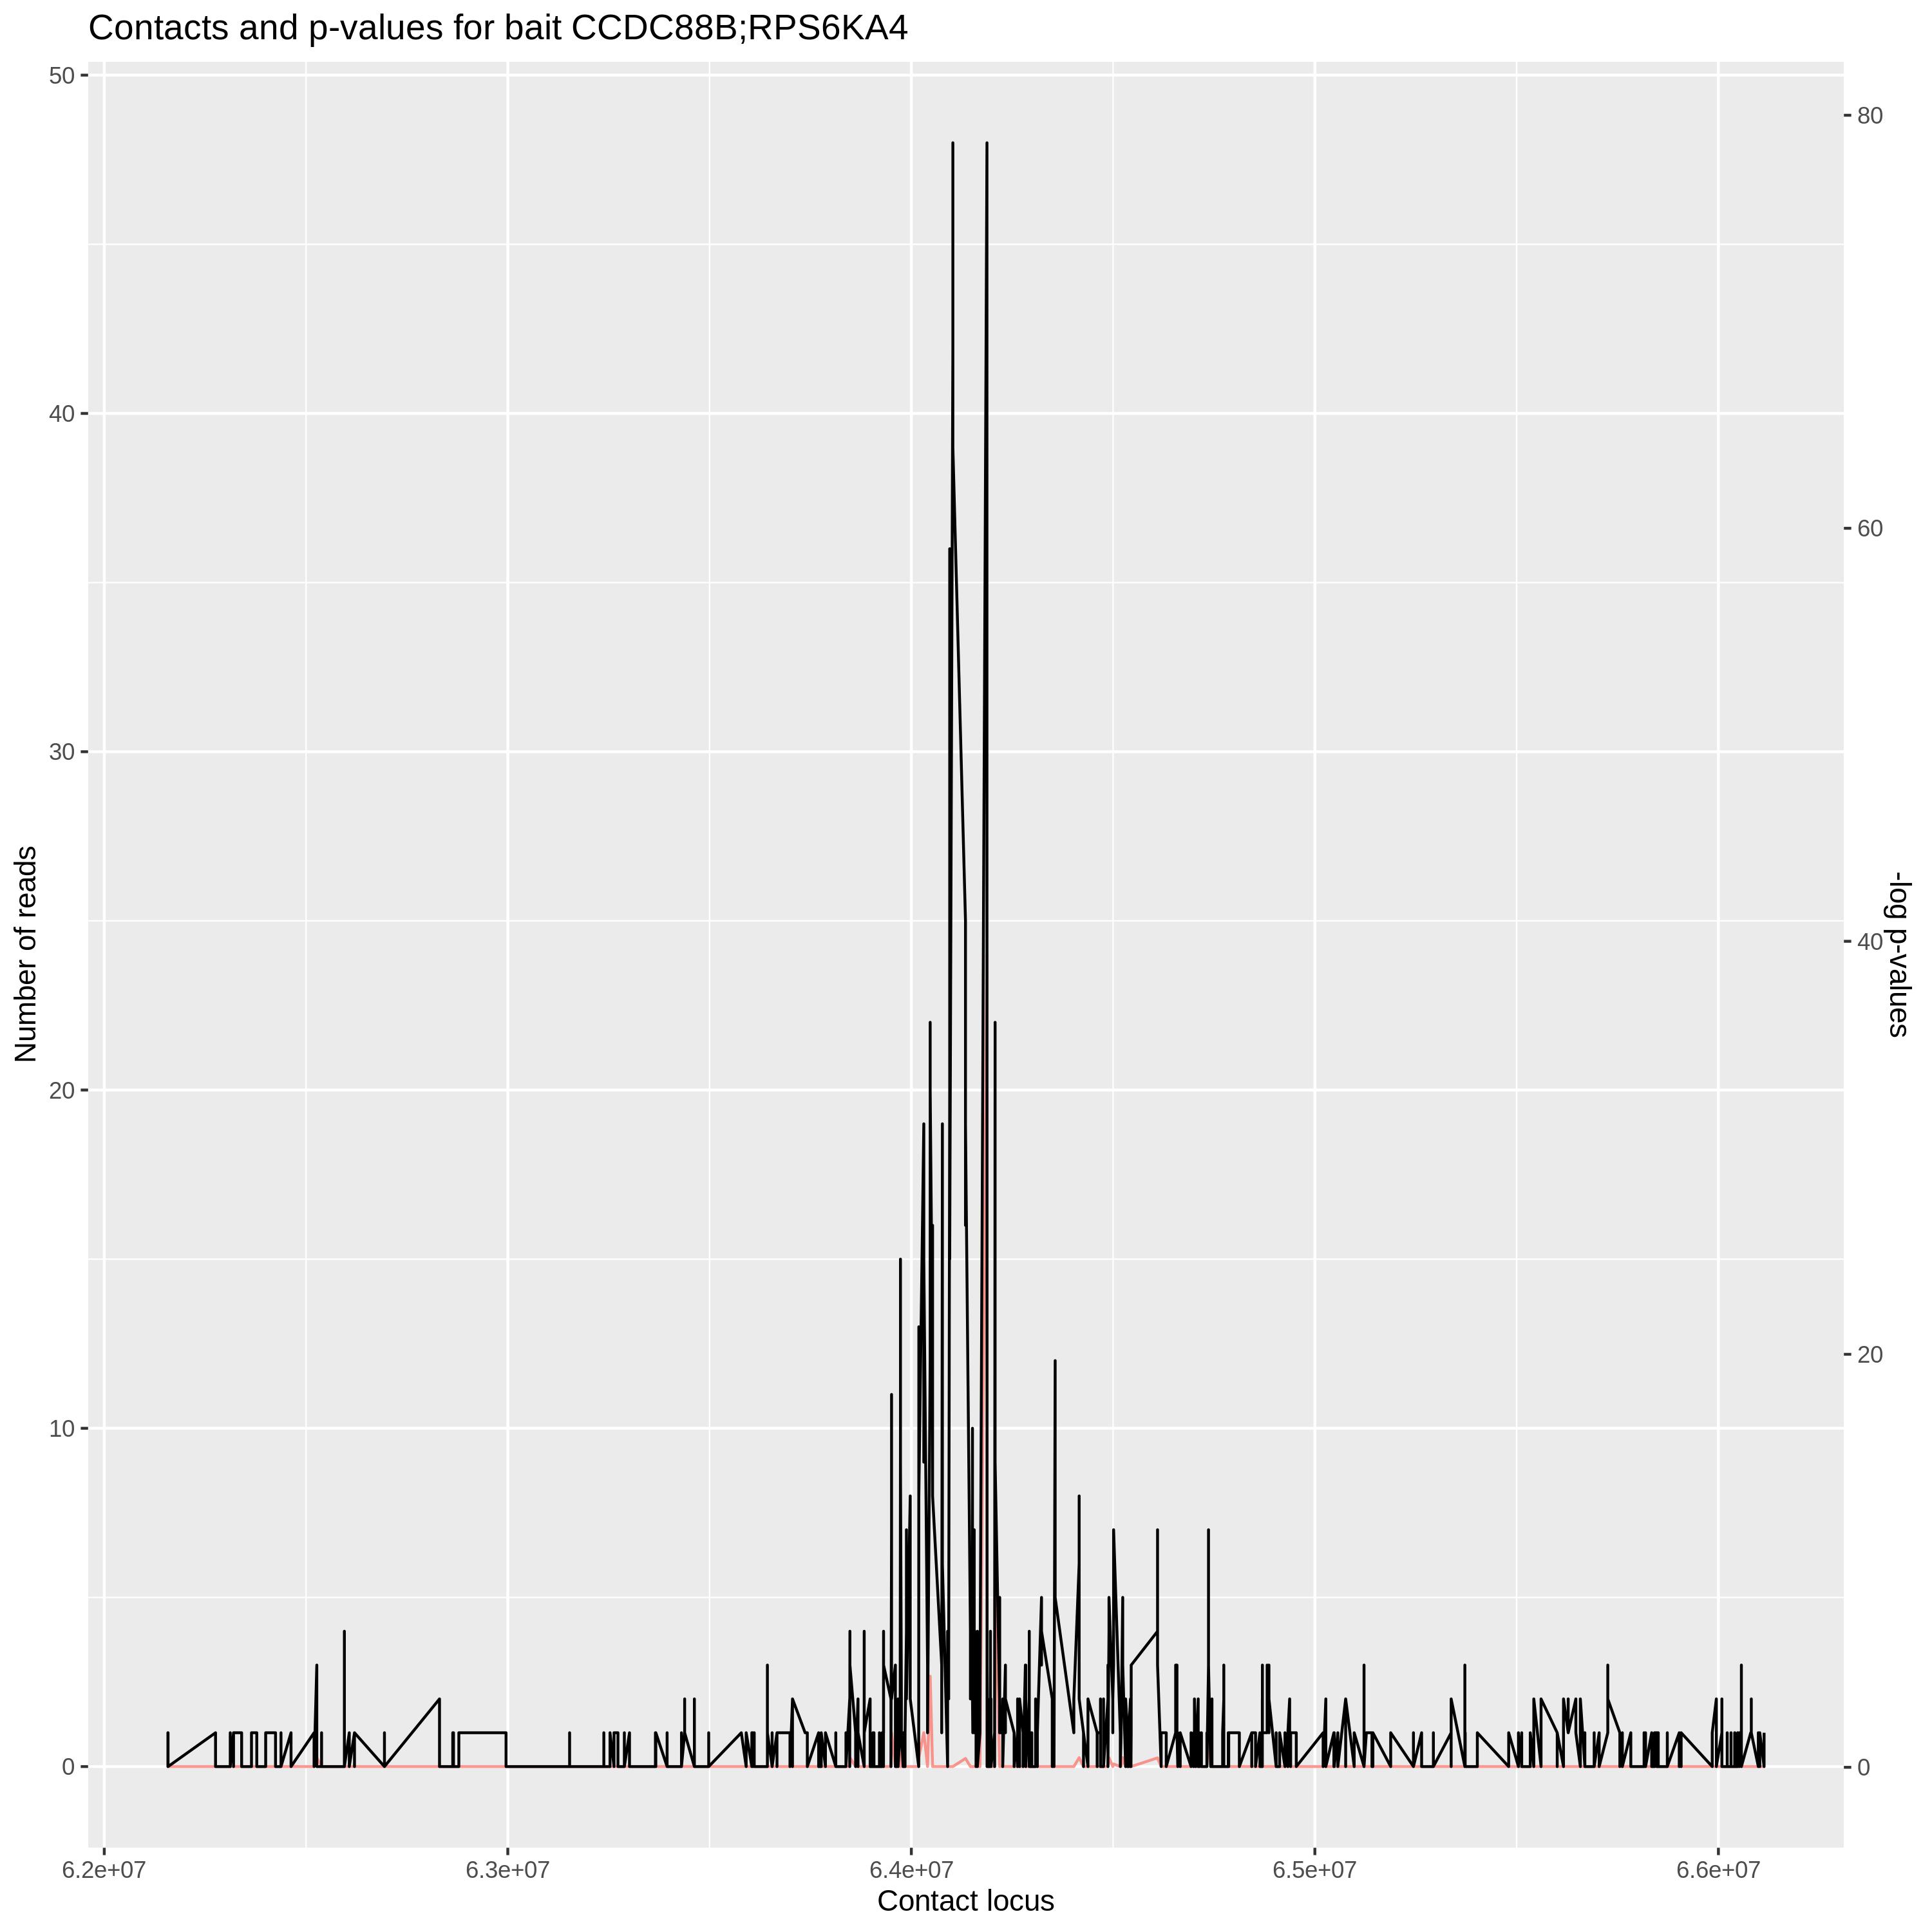 Contacts and p-values for bait CCDC88B;RPS6KA4
50
40
30
20
10
0
Number of reads
80
60
40
20
0
-log p-values
6.2e+07
6.3e+07
6.4e+07
6.5e+07
6.6e+07
Contact locus